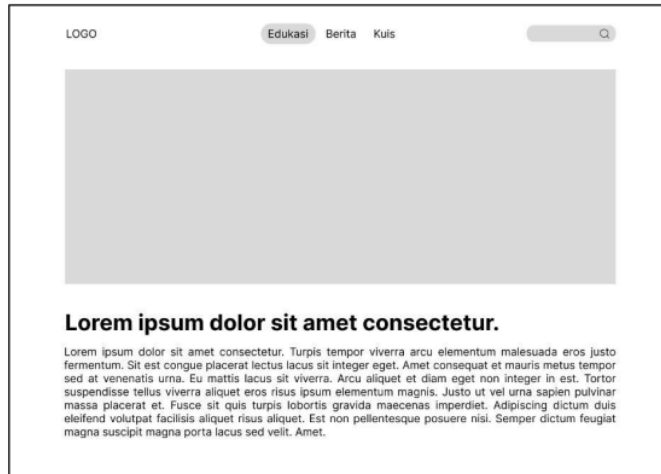 LOGO Edukasi Berita Kuis
Lorem ipsum dolor sit amet consectetur.
Lorem ipsum dolor sit amet consectetur. Turpis tempor viverra arcu elementum malesuada eros justo
fermentum. Sit est congue placerat lectus lacus sit integer eget. Amet consequat et mauris metus tempor
sed at venenatis urna. Eu mattis lacus sit viverra. Arcu aliquet et diam eget non integer in est. Tortor
suspendisse tellus viverra aliquet eros risus ipsum elementum magnis. Justo ut vel urna sapien pulvinar
massa placerat et. Fusce sit quis turpis lobortis gravida maecenas imperdiet. Adipiscing dictum duis
eleifend volutpat facilisis aliquet risus aliquet. Est non pellentesque posuere nisi. Semper dictum feugiat
magna suscipit magna porta lacus sed velit. Amet.